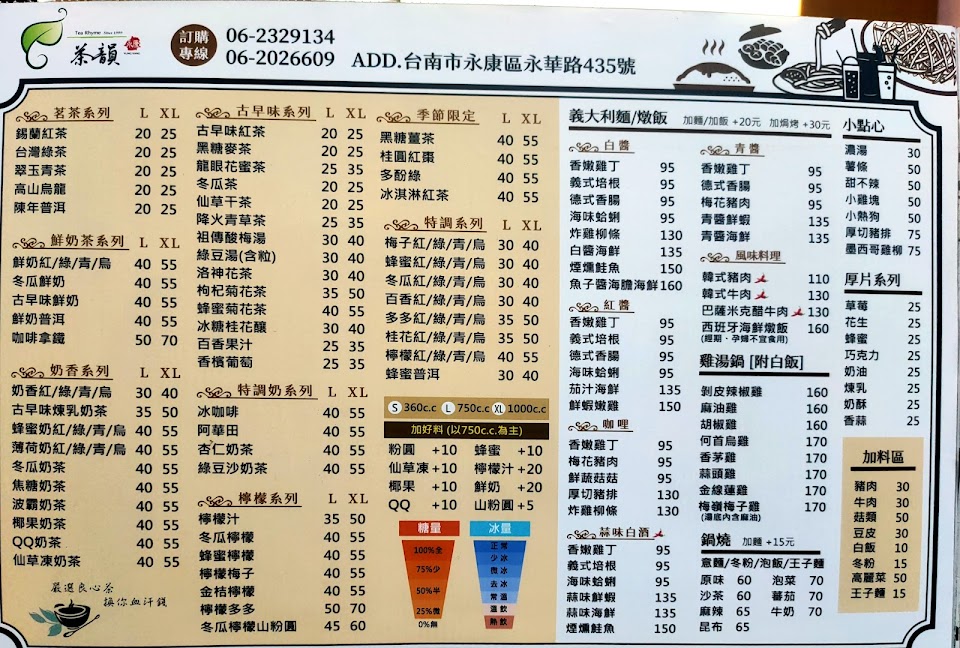 Tea Rhyme Since 1999
茶韻
訂購專線
06-2329134
06-2026609
ADD.台南市永康區永華路435號
茗茶系列 L XL
錫蘭紅茶 20 25
台灣綠茶 20 25
翠玉青茶 20 25
高山烏龍 20 25
陳年普洱 20 25
鮮奶茶系列 L XL
鮮奶紅/綠/青/烏 40 55
冬瓜鮮奶 40 55
古早味鮮奶 40 55
鮮奶普洱 40 55
咖啡拿鐵 50 70
奶香系列 L XL
奶香紅/綠/青/烏 30 40
古早味煉乳奶茶 35 50
蜂蜜奶紅/綠/青/烏 40 55
薄荷奶紅/綠/青/烏 40 55
冬瓜奶茶 40 55
焦糖奶茶 40 55
波霸奶茶 40 55
椰果奶茶 40 55
QQ奶茶 40 55
仙草凍奶茶 40 55
嚴選良心茶
換你血汗錢
古早味系列 L XL
古早味紅茶 20 25
黑糖麥茶 20 25
龍眼花蜜茶 25 35
冬瓜茶 20 25
仙草干茶 20 25
降火青草茶 25 35
祖傳酸梅湯 30 40
綠豆湯(含粒) 30 40
洛神花茶 30 40
枸杞菊花茶 35 50
蜂蜜菊花茶 40 55
冰糖桂花釀 30 40
百香果汁 25 35
香檳葡萄 25 35
特調奶系列 L XL
冰咖啡 40 55
阿華田 40 55
杏仁奶茶 40 55
綠豆沙奶茶 40 55
檸檬系列 L XL
檸檬汁 35 50
冬瓜檸檬 40 55
蜂蜜檸檬 40 55
檸檬梅子 40 55
金桔檸檬 40 55
檸檬多多 50 70
冬瓜檸檬山粉圓 45 60
季節限定 L XL
黑糖薑茶 40 55
桂圓紅棗 40 55
多酚綠 40 55
冰淇淋紅茶 40 55
特調系列 L XL
梅子紅/綠/青/烏 30 40
蜂蜜紅/綠/青/烏 30 40
冬瓜紅/綠/青/烏 30 40
百香紅/綠/青/烏 30 40
多多紅/綠/青/烏 35 50
桂花紅/綠/青/烏 35 50
檸檬紅/綠/青/烏 40 55
蜂蜜普洱 30 40
S 360c.c L 750c.c XL 1000c.c
加好料 (以750c.c.為主)
粉圓 +10 蜂蜜 +10
仙草凍 +10 檸檬汁 +20
椰果 +10 鮮奶 +20
QQ +10 山粉圓 +5
糖量
100%全
75%少
50%半
25%微
0%無
冰量
正常
少冰
微冰
去冰
常溫
溫飲
熱飲
義大利麵/燉飯 加麵/加飯 +20元 加焗烤 +30元
白醬
香嫩雞丁 95
義式培根 95
德式香腸 95
海味蛤蜊 95
炸雞柳條 130
白醬海鮮 135
煙燻鮭魚 150
魚子醬海膽海鮮 160
紅醬
香嫩雞丁 95
義式培根 95
德式香腸 95
海味蛤蜊 95
茄汁海鮮 135
鮮蝦嫩雞 150
咖哩
香嫩雞丁 95
梅花豬肉 95
鮮蔬菇菇 95
厚切豬排 130
炸雞柳條 130
蒜味白酒
香嫩雞丁 95
義式培根 95
海味蛤蜊 95
蒜味鮮蝦 135
蒜味海鮮 135
煙燻鮭魚 150
青醬
香嫩雞丁 95
德式香腸 95
梅花豬肉 95
青醬鮮蝦 135
青醬海鮮 135
風味料理
韓式豬肉 110
韓式牛肉 130
巴薩米克醋牛肉 130
西班牙海鮮燉飯 160
(經期・孕婦不宜食用)
雞湯鍋 [附白飯]
剝皮辣椒雞 160
麻油雞 160
胡椒雞 160
何首烏雞 170
香茅雞 170
蒜頭雞 170
金線蓮雞 170
梅嶺梅子雞 170
(湯底內含麻油)
鍋燒 加麵 +15元
意麵/冬粉/泡飯/王子麵
原味 60 泡菜 70
沙茶 60 蕃茄 70
麻辣 65 牛奶 70
昆布 65
小點心
濃湯 30
薯條 50
甜不辣 50
小雞塊 50
小熱狗 50
厚切豬排 75
墨西哥雞柳 75
厚片系列
草莓 25
花生 25
蜂蜜 25
巧克力 25
奶油 25
煉乳 25
奶酥 25
香蒜 25
加料區
豬肉 30
牛肉 30
菇類 50
豆皮 30
白飯 10
冬粉 15
高麗菜 50
王子麵 15